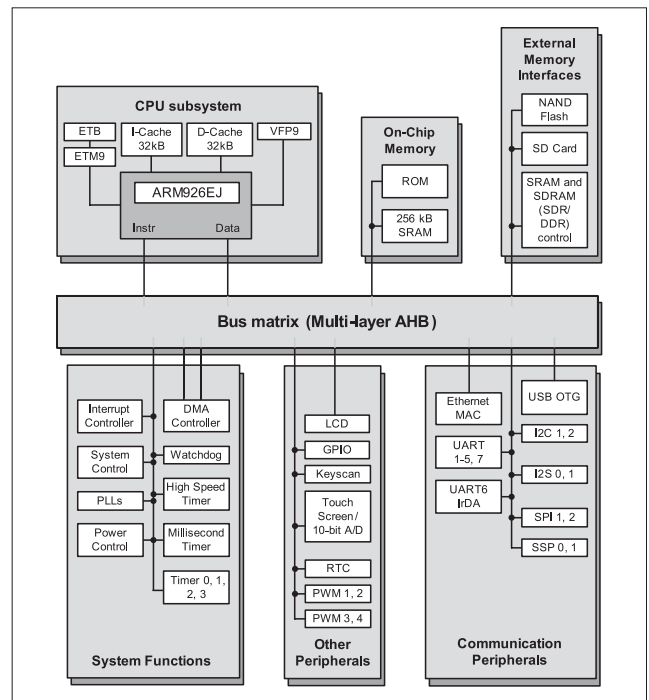 CPU subsystem
ETB
ETM9
I-Cache
32kB
D-Cache
32kB
VFP9
ARM926EJ
Instr
Data
On-Chip
Memory
ROM
256 kB
SRAM
External
Memory
Interfaces
NAND
Flash
SD Card
SRAM and
SDRAM
(SDR/
DDR)
control
Bus matrix (Multi-layer AHB)
Interrupt
Controller
System
Control
PLLs
Power
Control
DMA
Controller
Watchdog
High Speed
Timer
Millisecond
Timer
Timer 0, 1,
2, 3
System Functions
LCD
GPIO
Keyscan
Touch
Screen/
10-bit A/D
RTC
PWM 1, 2
PWM 3, 4
Other
Peripherals
Ethernet
MAC
UART
1-5, 7
UART6
IrDA
USB OTG
I2C 1, 2
I2S 0, 1
SPI 1, 2
SSP 0, 1
Communication
Peripherals